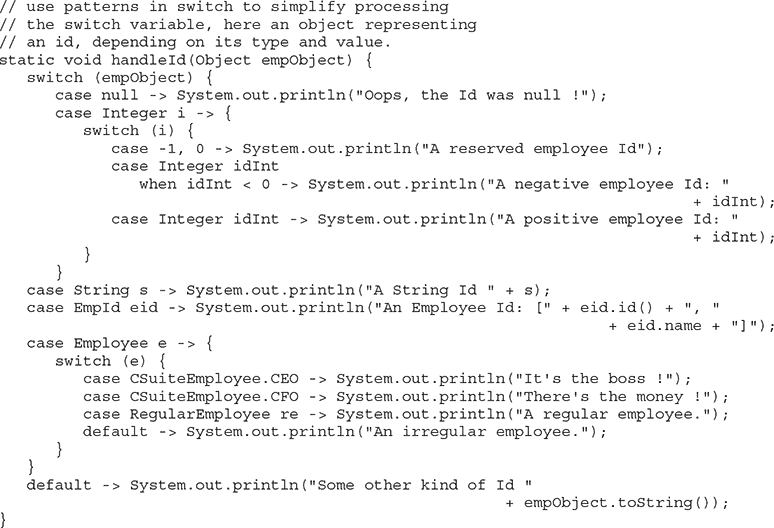 // use patterns in switch to simplify processing
// the switch variable, here an object representing
// an id, depending on its type and value.
static void handleId(Object empObject) {
   switch (empObject) {
      case null -> System.out.println("Oops, the Id was null !");
      case Integer i -> {
         switch (i) {
            case -1, 0 -> System.out.println("A reserved employee Id");
            case Integer idInt
               when idInt < 0 -> System.out.println("A negative employee Id: "
                                                                          + idInt);
            case Integer idInt -> System.out.println("A positive employee Id: "
                                                                          + idInt);
         }
      }
   case String s -> System.out.println("A String Id " + s);
   case EmpId eid -> System.out.println("An Employee Id: [" + eid.id() + ", "
                                                                 + eid.name + "]");
   case Employee e -> {
      switch (e) {
         case CSuiteEmployee.CEO -> System.out.println("It's the boss !");
         case CSuiteEmployee.CFO -> System.out.println("There's the money !");
         case RegularEmployee re -> System.out.println("A regular employee.");
         default -> System.out.println("An irregular employee.");
      }
   }
   default -> System.out.println("Some other kind of Id "
                                                      + empObject.toString());
}